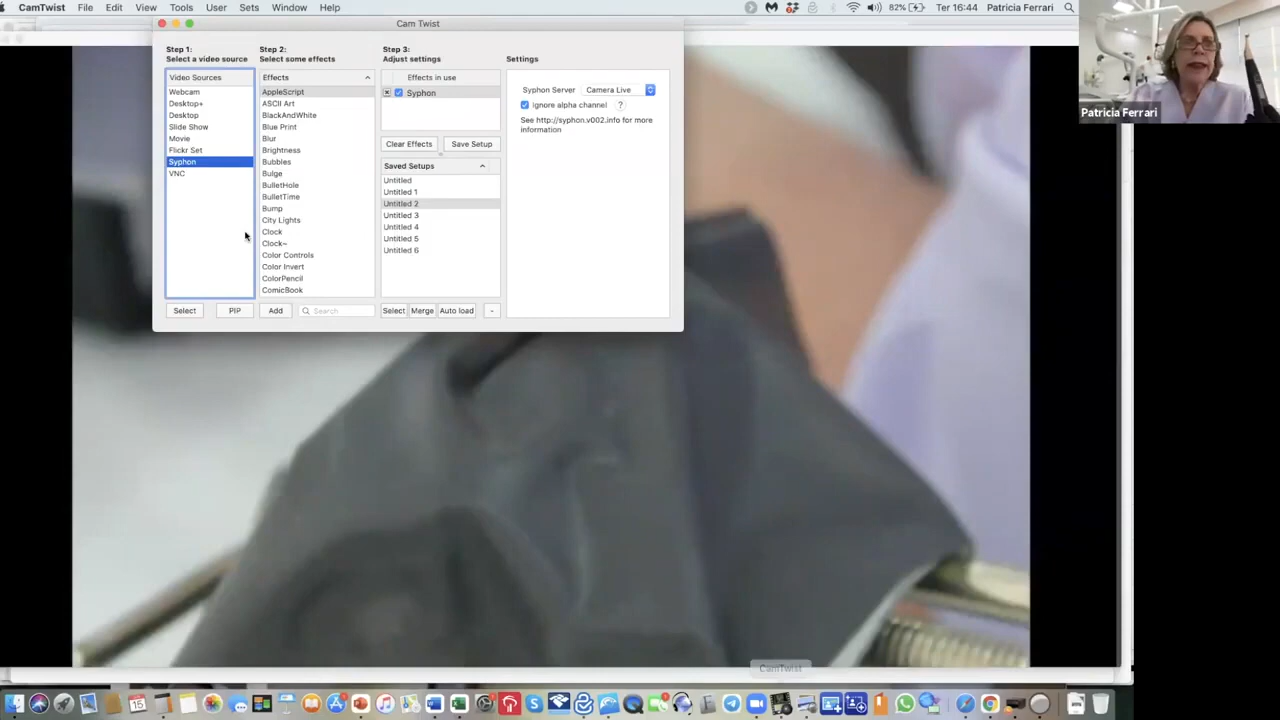 CamTwist File Edit View Tools User Sets Window Help 82% Ter 16:44 Patricia Ferrari
Cam Twist
Step 1:
Select a video source
Step 2:
Select some effects
Step 3:
Adjust settings
Settings
Video Sources
Webcam
Desktop+
Desktop
Slide Show
Movie
Flickr Set
Syphon
VNC
Effects
AppleScript
ASCII Art
BlackAndWhite
Blue Print
Blur
Brightness
Bubbles
Bulge
BulletHole
BulletTime
Bump
City Lights
Clock
Clock~
Color Controls
Color Invert
ColorPencil
ComicBook
Effects in use
Syphon
Clear Effects Save Setup
Saved Setups
Untitled
Untitled 1
Untitled 2
Untitled 3
Untitled 4
Untitled 5
Untitled 6
Syphon Server Camera Live
Ignore alpha channel ?
See http://syphon.v002.info for more
information
Select PIP Add Search Select Merge Auto load -
Patricia Ferrari
CamTwist
15